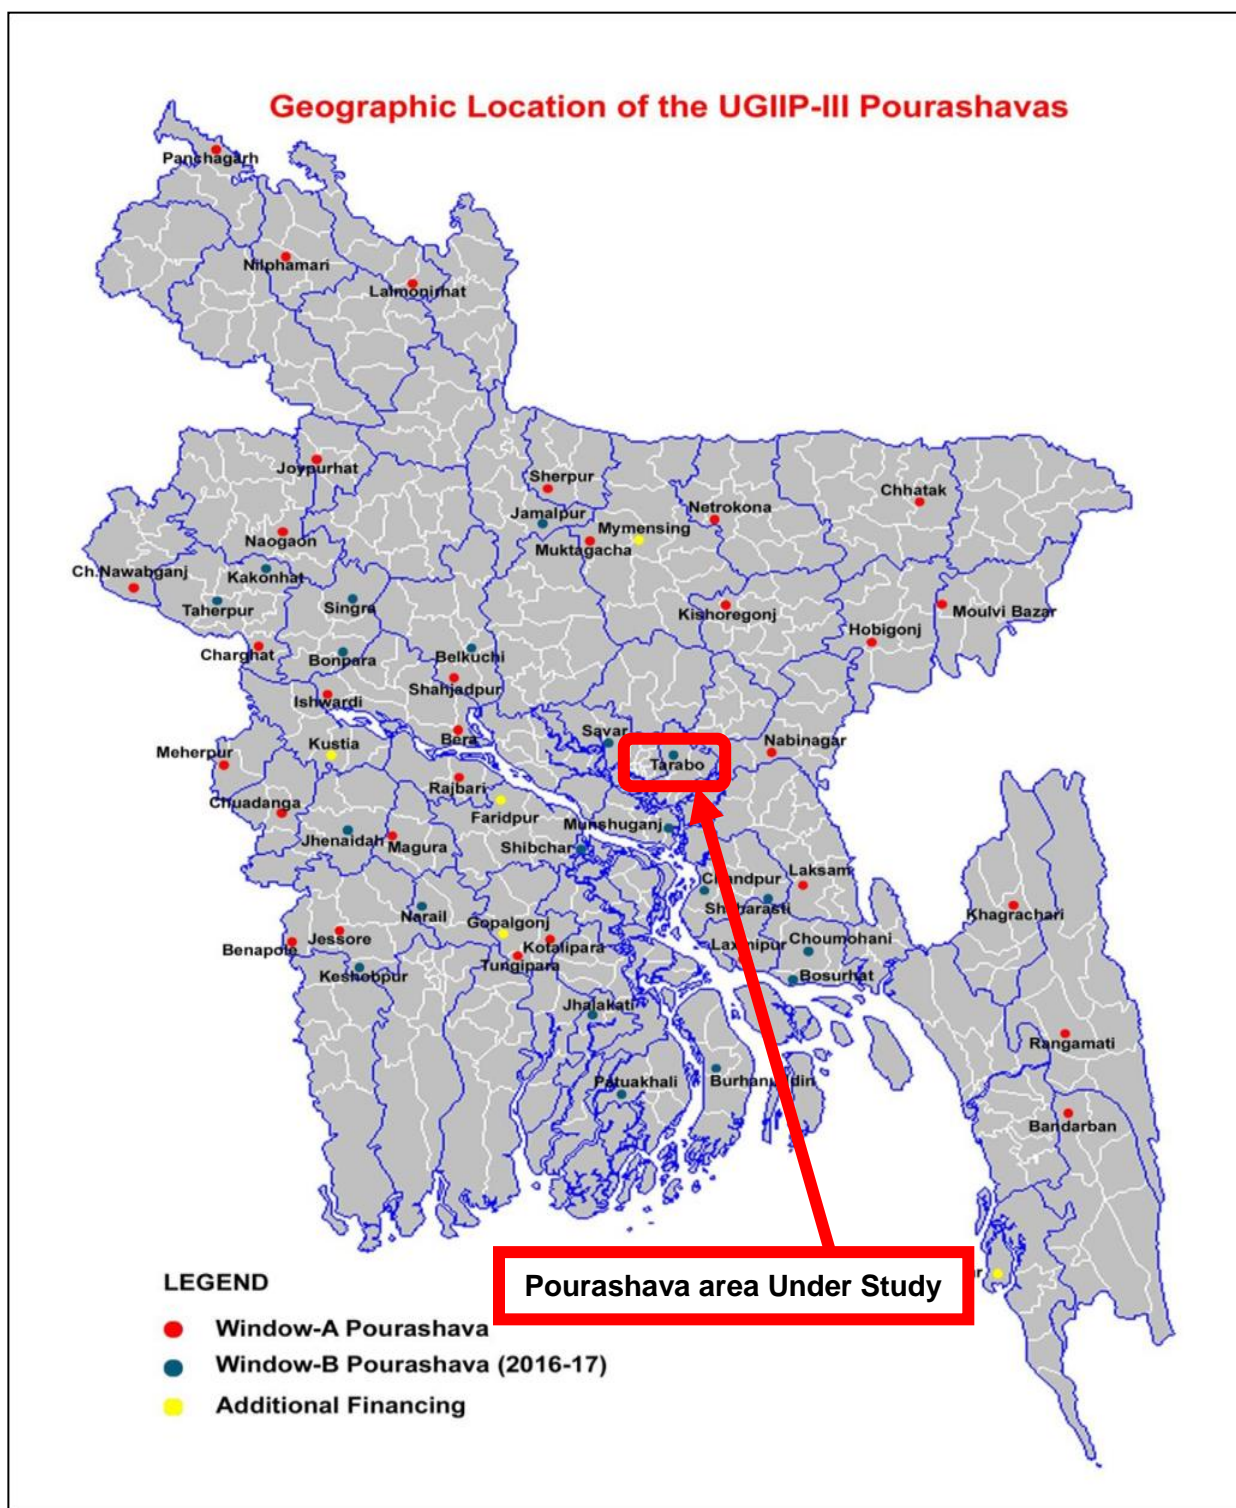 Geographic Location of the UGIIP-III Pourashavas
Panchagarh
Nilphamari
Lalmonirhat
Joypurhat
Sherpur
Chhatak
Jamalpur
Netrokona
Mymensing
Naogaon
Muktagacha
Ch.Nawabganj
Kakonhat
Taherpur
Singra
Kishoregonj
Moulvi Bazar
Hobigonj
Charghat
Bonpara
Belkuchi
Shahjadpur
Ishwardi
Savar
Bera
Kustia
Nabinagar
Meherpur
Tarabo
Rajbari
Chuadanga
Faridpur
Munshuganj
Jhenaidah
Magura
Shibchar
Laksam
Chandpur
Shaharasti
Khagrachari
Narail
Gopalgonj
Jessore
Kotalipara
Benapole
Laxmipur
Choumohani
Tungipara
Keshobpur
Bosurhat
Jhalakati
Rangamati
Patuakhali
Burhanuddin
Bandarban
Pourashava area Under Study
LEGEND
Window-A Pourashava
Window-B Pourashava (2016-17)
Additional Financing